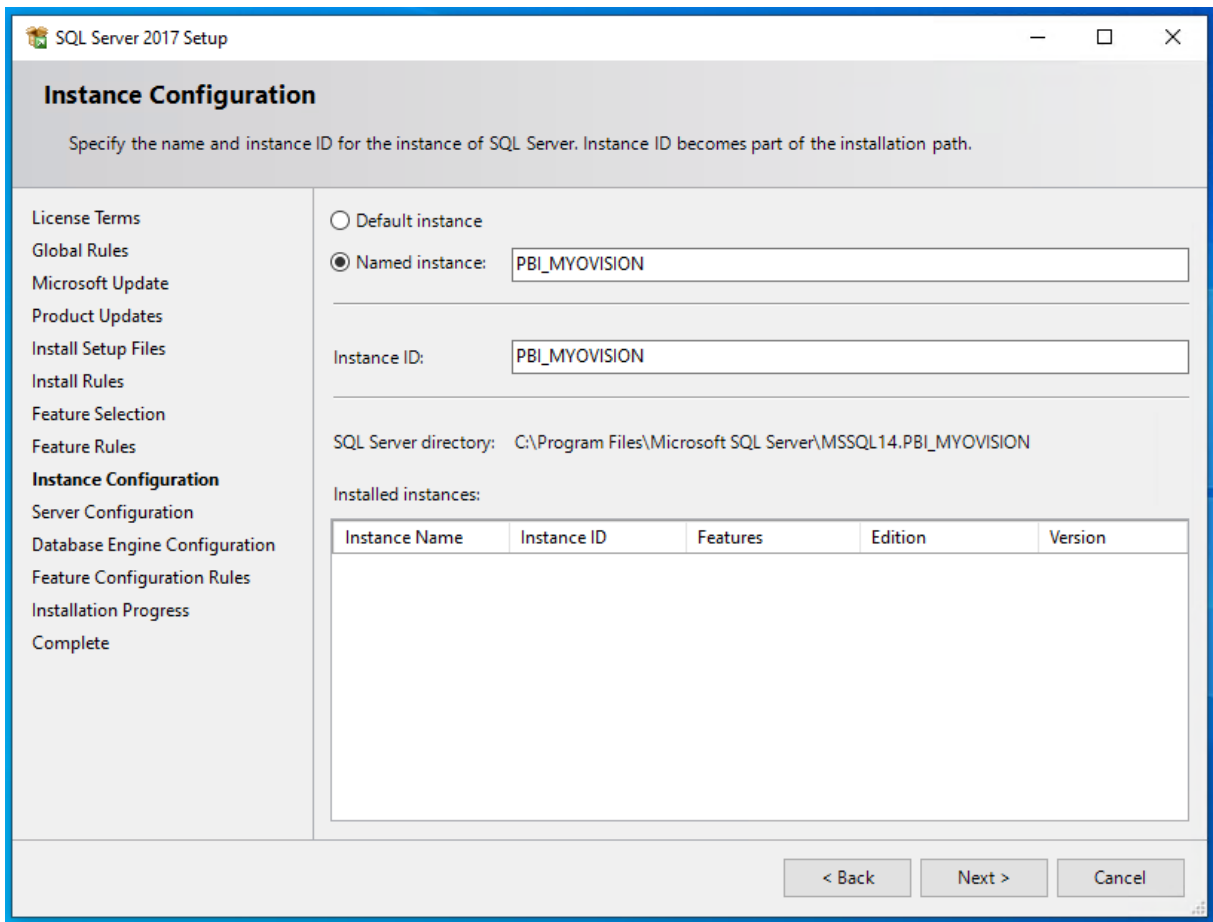 SQL Server 2017 Setup
Instance Configuration
Specify the name and instance ID for the instance of SQL Server. Instance ID becomes part of the installation path.
License Terms
Global Rules
Microsoft Update
Product Updates
Install Setup Files
Install Rules
Feature Selection
Feature Rules
Instance Configuration
Server Configuration
Database Engine Configuration
Feature Configuration Rules
Installation Progress
Complete
Default instance
Named instance: PBI_MYOVISION
Instance ID: PBI_MYOVISION
SQL Server directory: C:\Program Files\Microsoft SQL Server\MSSQL14.PBI_MYOVISION
Installed instances:
Instance Name Instance ID Features Edition Version
< Back Next > Cancel